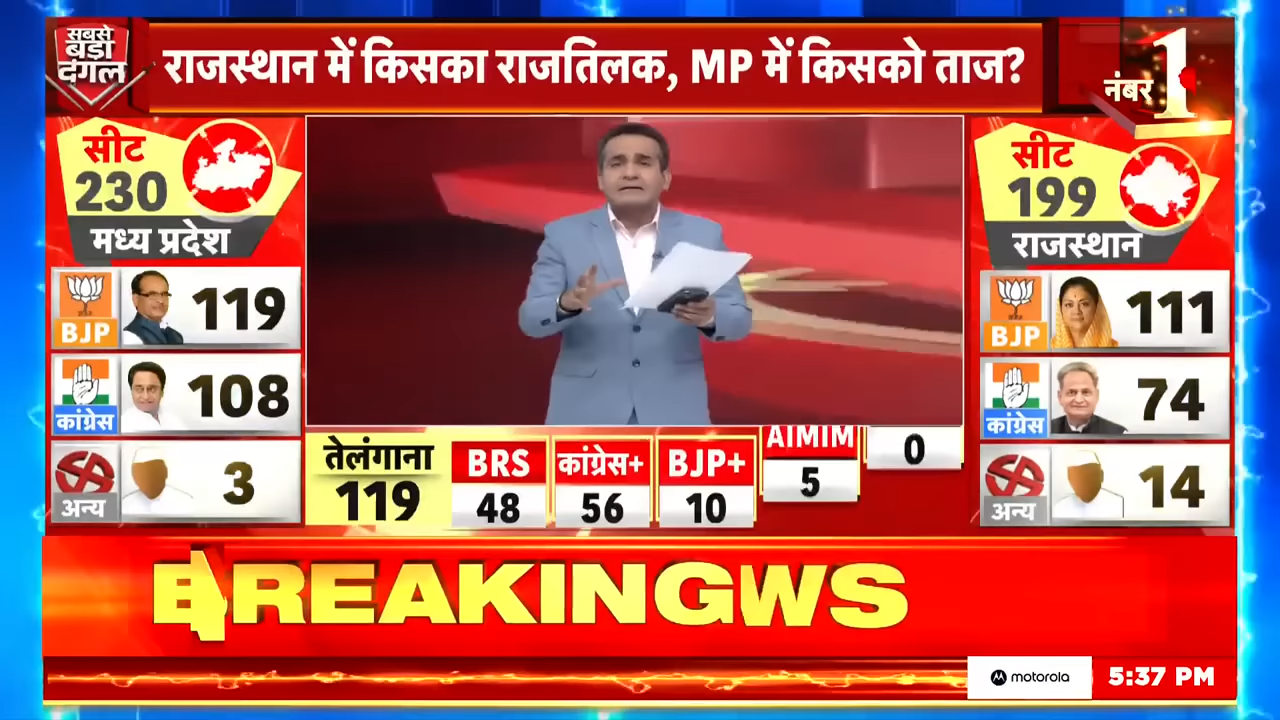 सबसे
बड़ा
दंगल
राजस्थान में किसका राजतिलक, MP में किसको ताज?
नंबर 1
सीट
230
मध्य प्रदेश
BJP 119
कांग्रेस 108
अन्य 3
सीट
199
राजस्थान
BJP 111
कांग्रेस 74
अन्य 14
तेलंगाना
119
BRS
48
कांग्रेस+
56
BJP+
10
AIMIM
5
0
BREAKINGWS
motorola
5:37 PM